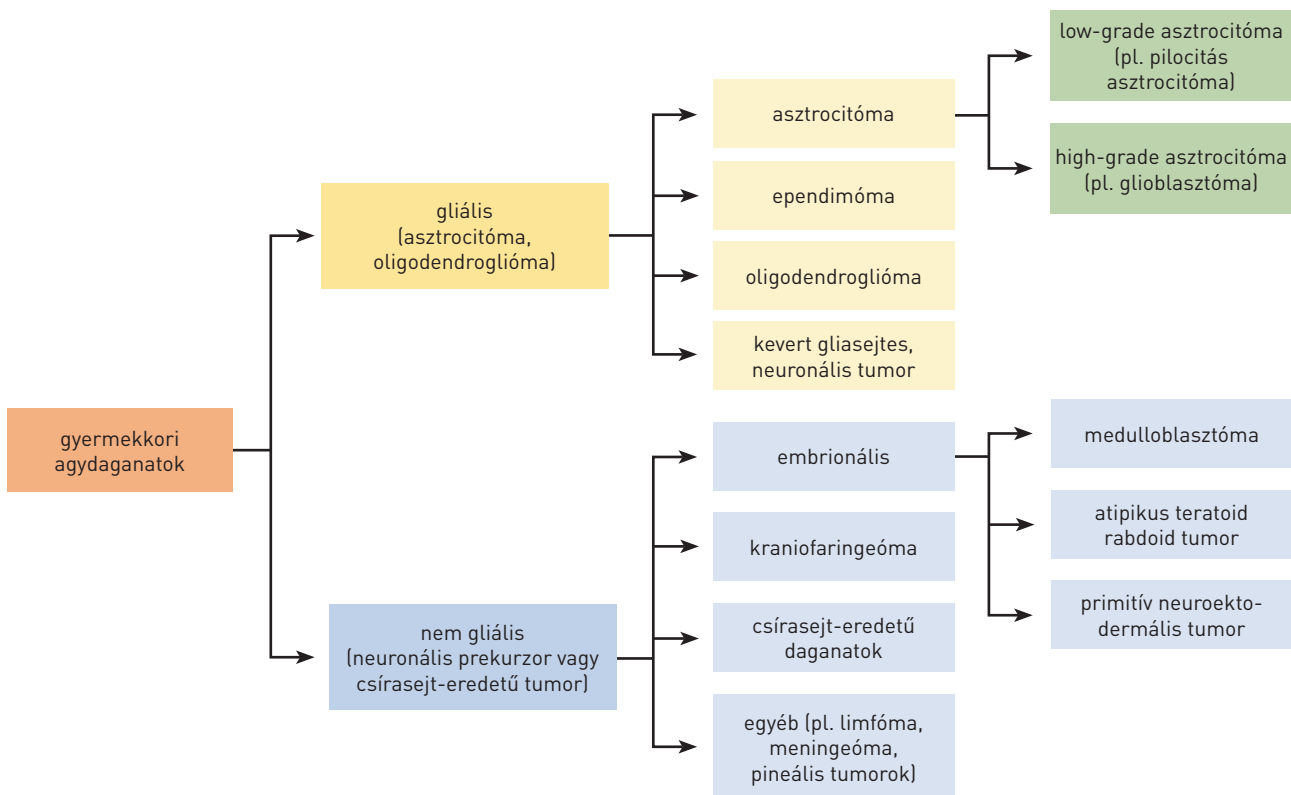 gyermekkori
agydaganatok
gliális
(asztrocitóma,
oligodendroglióma)
asztrocitóma
low-grade asztrocitóma
(pl. pilocitás
asztrocitóma)
high-grade asztrocitóma
(pl. glioblasztóma)
ependimóma
oligodendroglióma
kevert gliasejtes,
neuronális tumor
nem gliális
(neuronális prekurzor vagy
csírasejt-eredetű tumor)
embrionális
medulloblasztóma
atipikus teratoid
rabdoid tumor
primitív neuroekto-
dermális tumor
kraniofaringeóma
csírasejt-eredetű
daganatok
egyéb (pl. limfóma,
meningeóma,
pineális tumorok)